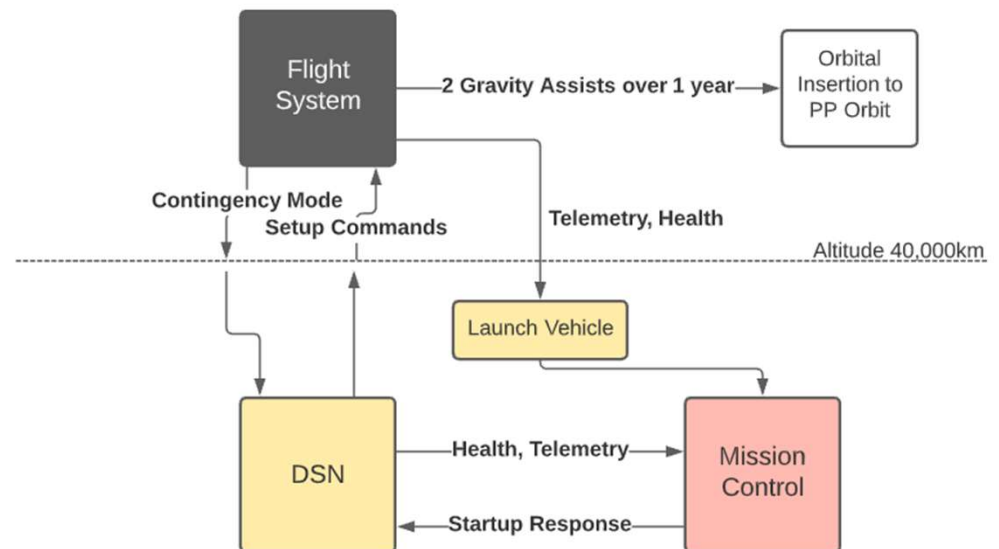 Flight
System
2 Gravity Assists over 1 year
Orbital
Insertion to
PP Orbit
Contingency Mode
Setup Commands
Telemetry, Health
Altitude 40,000km
Launch Vehicle
DSN
Health, Telemetry
Startup Response
Mission
Control